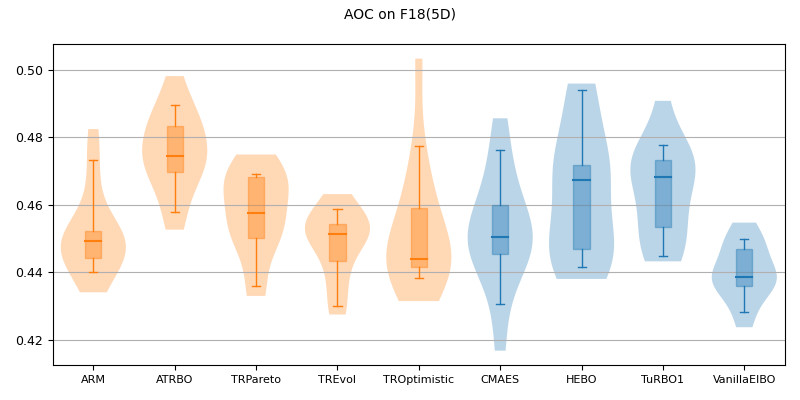 AOC on F18(5D)
0.50
0.48
0.46
0.44
0.42
ARM ATRBO TRPareto TREvol TROptimistic CMAES HEBO TuRBO1 VanillaEIBO